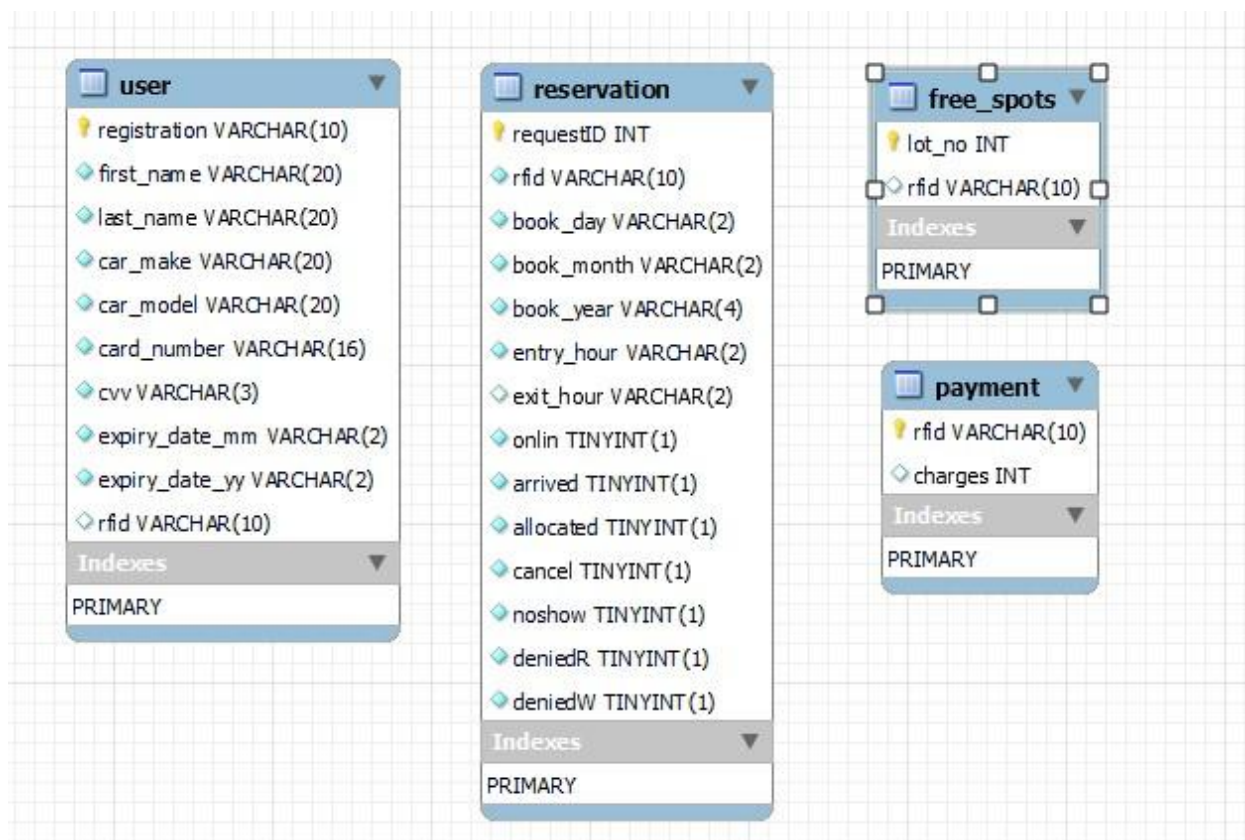 user
registration VARCHAR(10)
first_name VARCHAR(20)
last_name VARCHAR(20)
car_make VARCHAR(20)
car_model VARCHAR(20)
card_number VARCHAR(16)
cvv VARCHAR(3)
expiry_date_mm VARCHAR(2)
expiry_date_yy VARCHAR(2)
rfid VARCHAR(10)
Indexes
PRIMARY
reservation
requestID INT
rfid VARCHAR(10)
book_day VARCHAR(2)
book_month VARCHAR(2)
book_year VARCHAR(4)
entry_hour VARCHAR(2)
exit_hour VARCHAR(2)
onlin TINYINT(1)
arrived TINYINT(1)
allocated TINYINT(1)
cancel TINYINT(1)
noshow TINYINT(1)
deniedR TINYINT(1)
deniedW TINYINT(1)
Indexes
PRIMARY
free_spots
lot_no INT
rfid VARCHAR(10)
Indexes
PRIMARY
payment
rfid VARCHAR(10)
charges INT
Indexes
PRIMARY